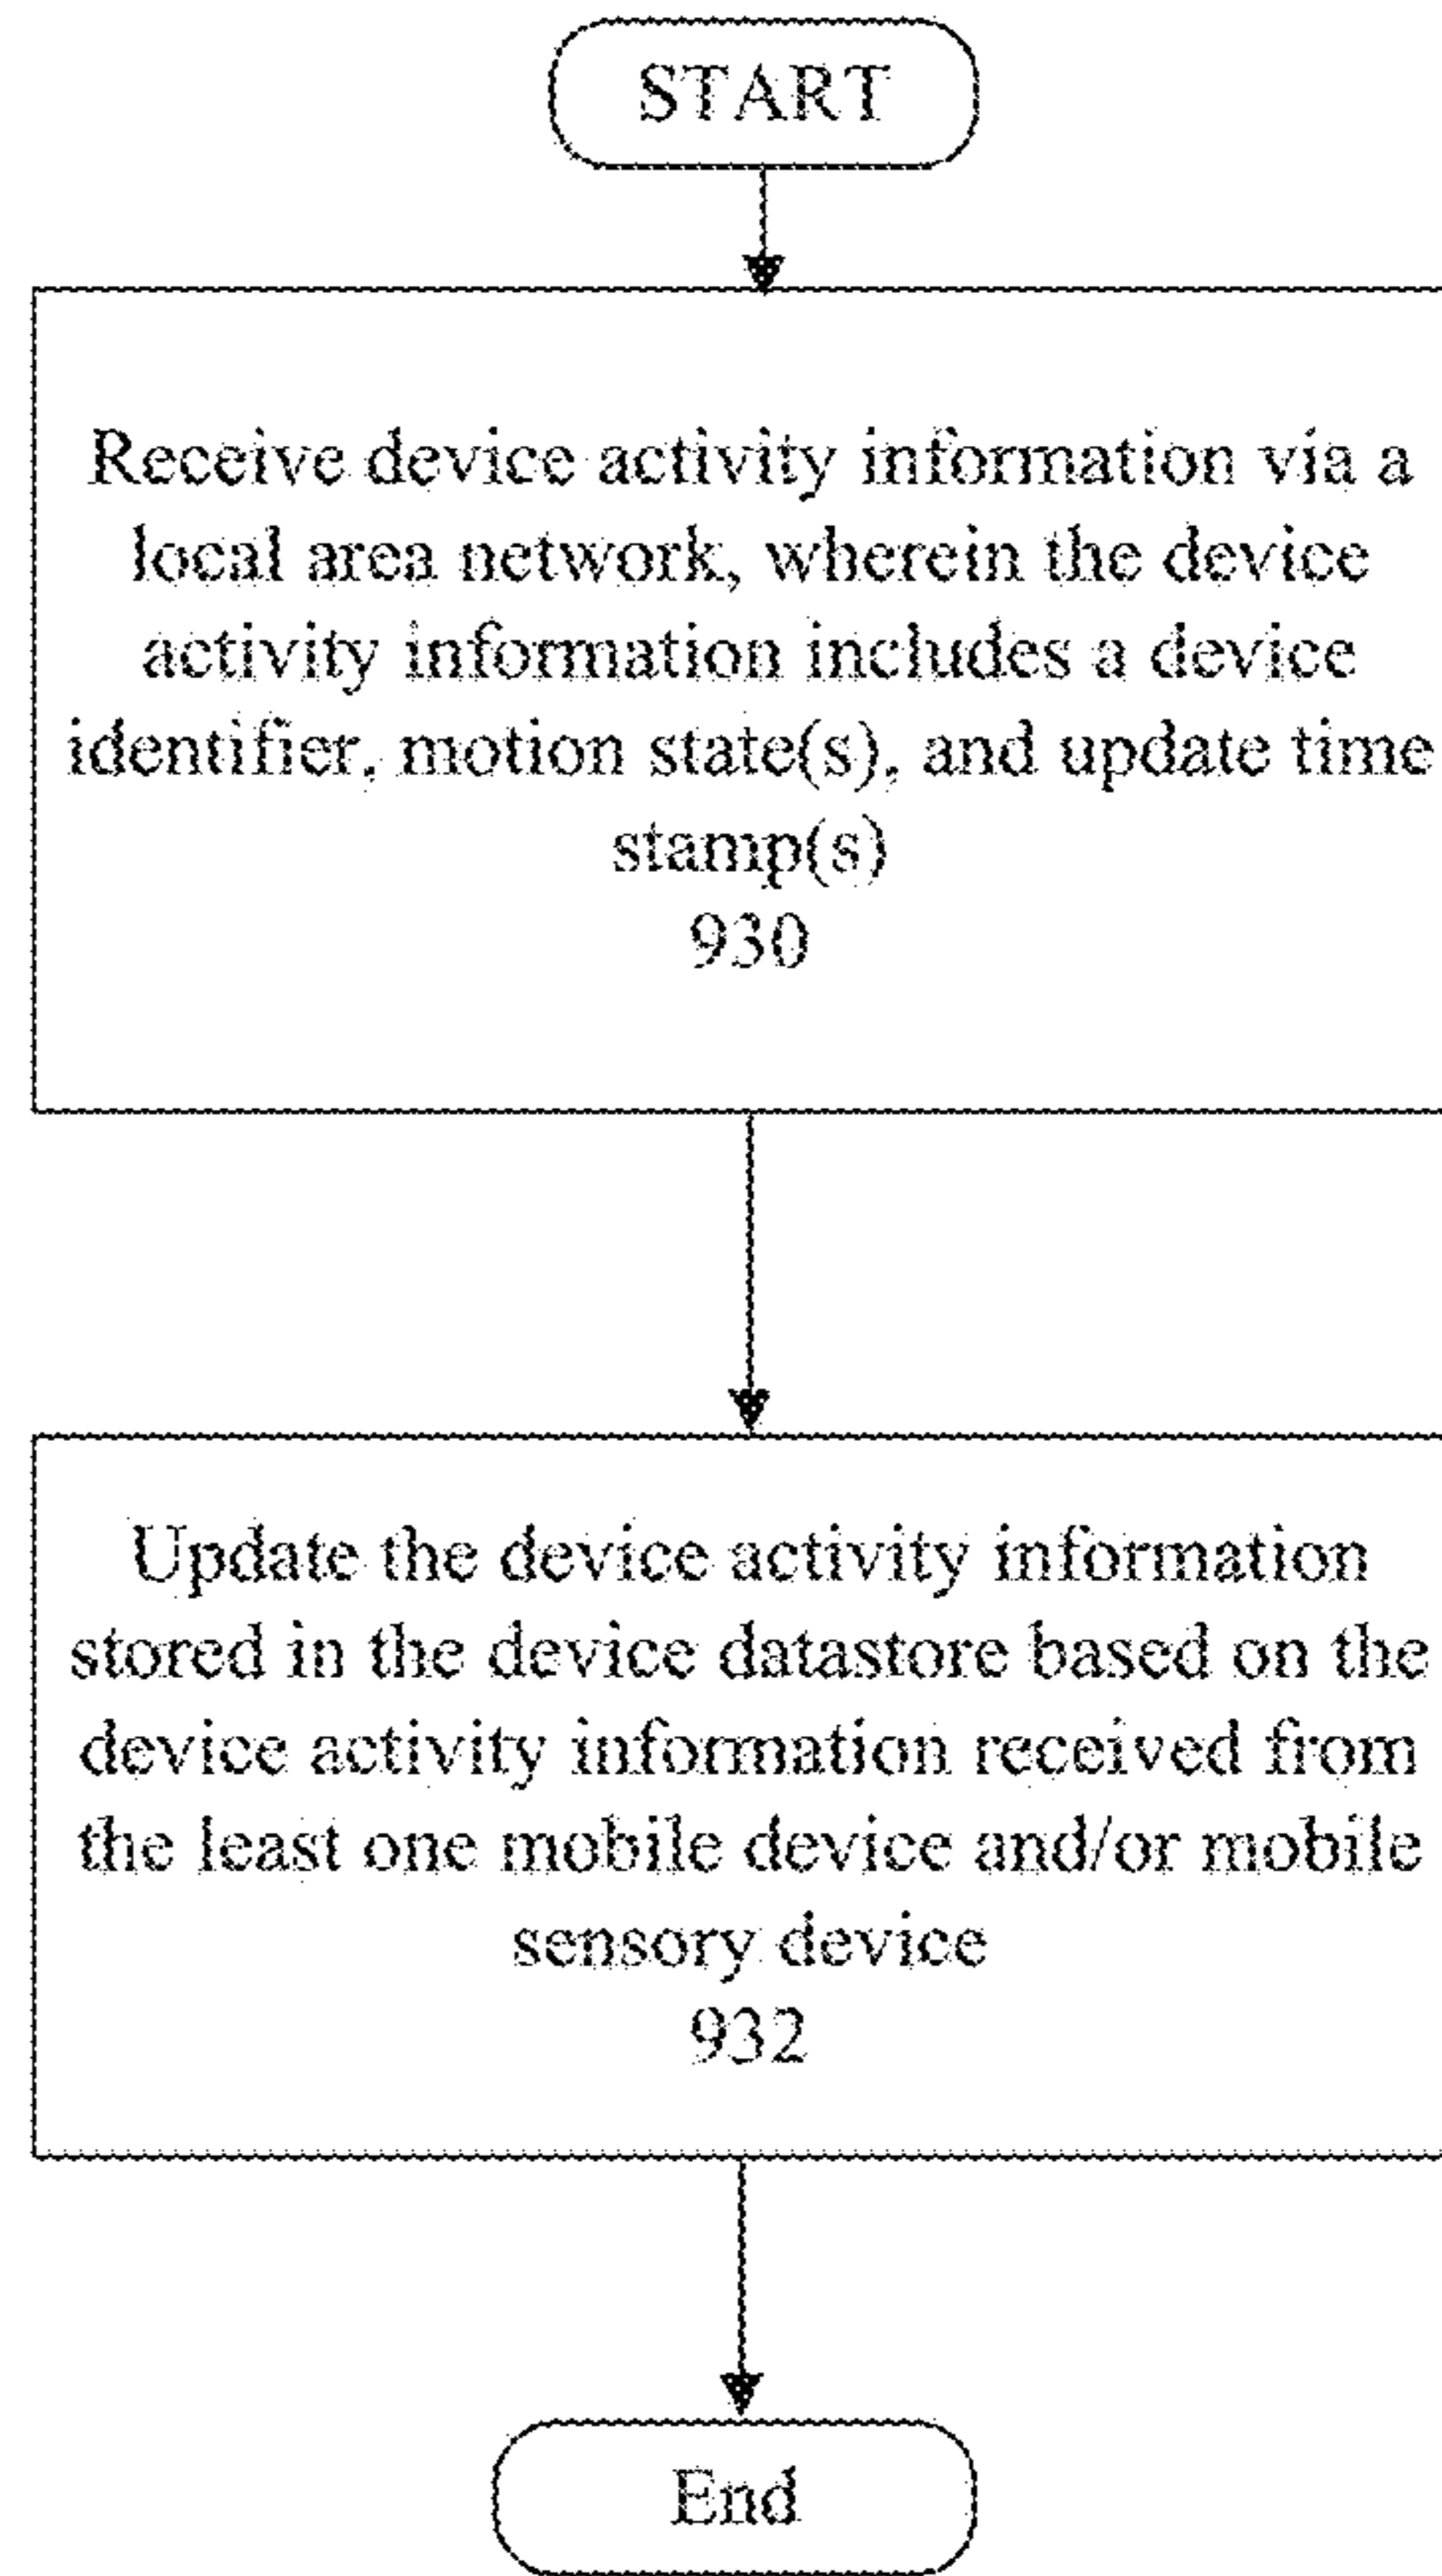 START
Receive device activity information via a
local area network, wherein the device
activity information includes a device
identifier, motion state(s), and update time
stamp(s)
930
Update the device activity information
stored in the device datastore based on the
device activity information received from
the least one mobile device and/or mobile
sensory device
932
End